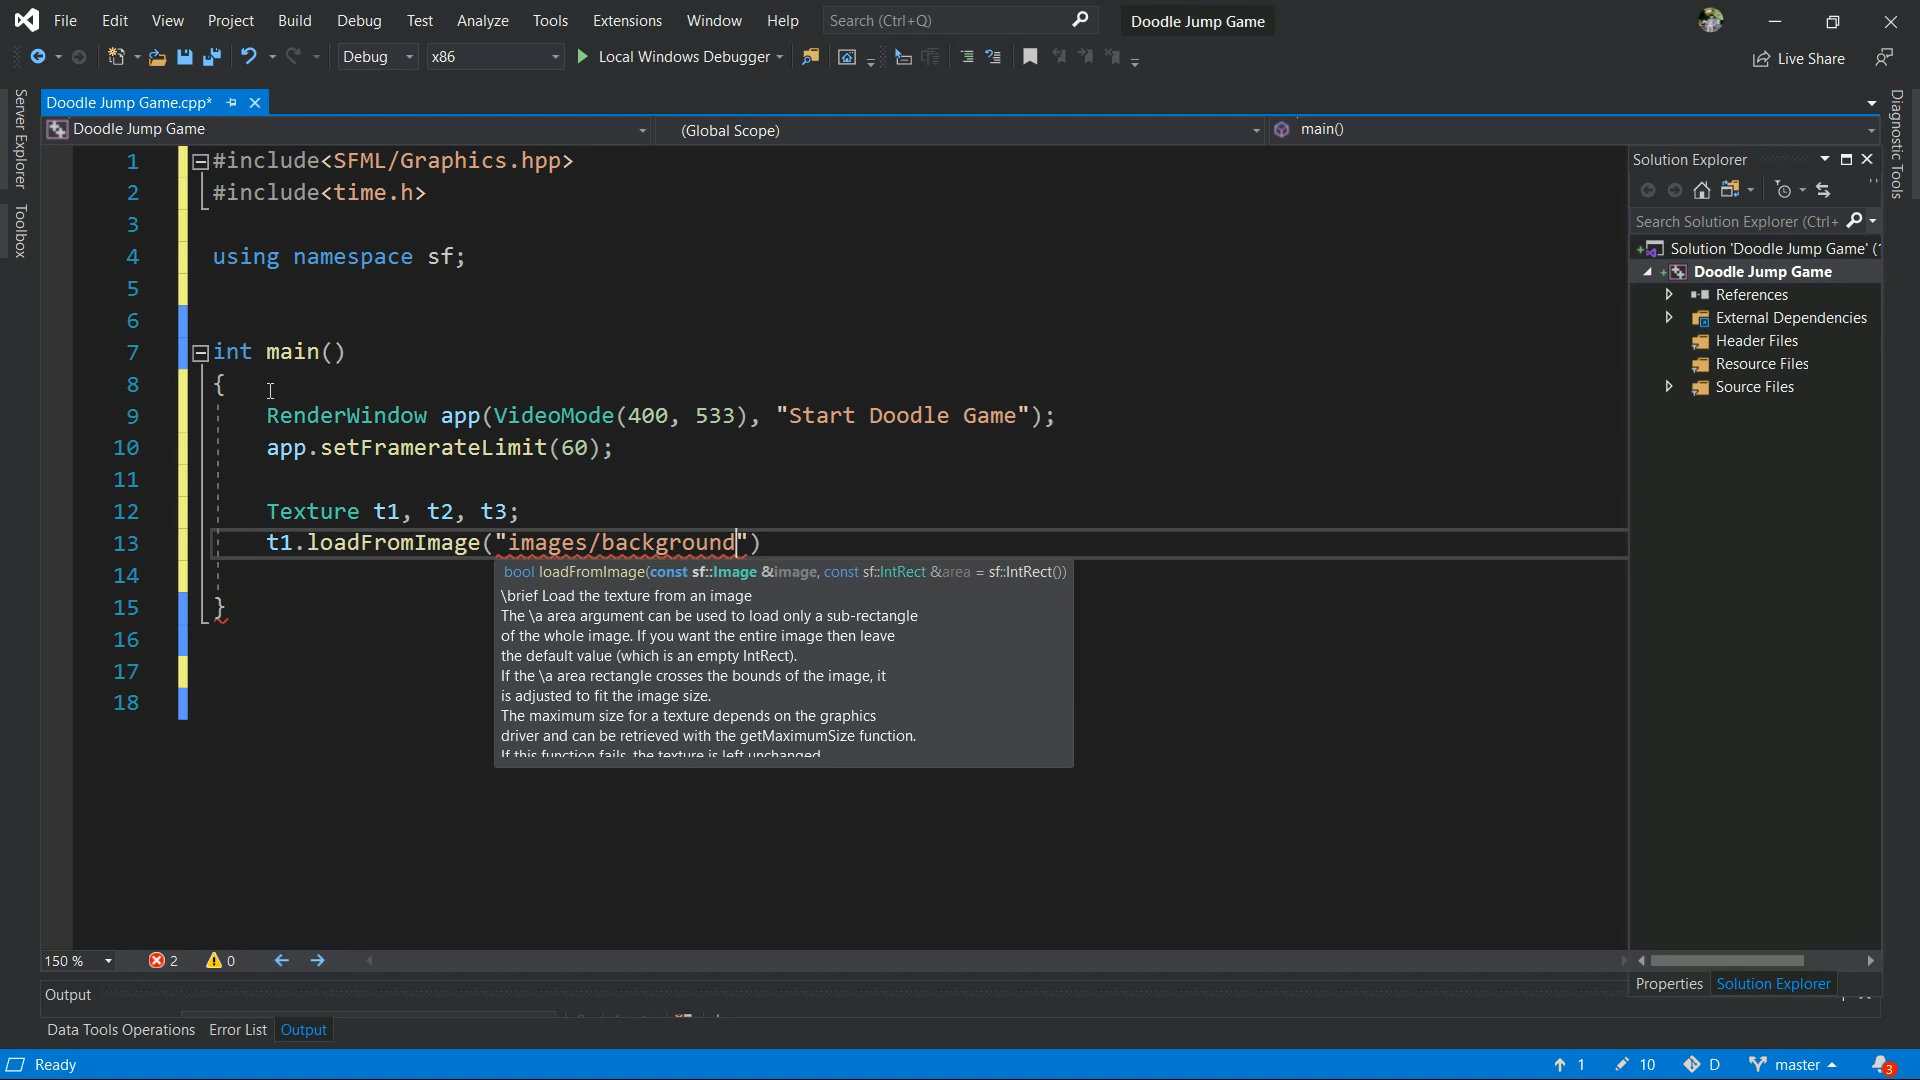 File Edit View Project Build Debug Test Analyze Tools Extensions Window Help Search (Ctrl+Q) Doodle Jump Game
Debug x86 Local Windows Debugger Live Share
Server Explorer
Toolbox
Doodle Jump Game.cpp*
Doodle Jump Game (Global Scope) main()
1 #include<SFML/Graphics.hpp>
2 #include<time.h>
3
4 using namespace sf;
5
6
7 int main()
8 {
9 RenderWindow app(VideoMode(400, 533), "Start Doodle Game");
10 app.setFramerateLimit(60);
11
12 Texture t1, t2, t3;
13 t1.loadFromImage("images/background")
14
15 }
16
17
18
bool loadFromImage(const sf::Image &image, const sf::IntRect &area = sf::IntRect())
\brief Load the texture from an image
The \a area argument can be used to load only a sub-rectangle
of the whole image. If you want the entire image then leave
the default value (which is an empty IntRect).
If the \a area rectangle crosses the bounds of the image, it
is adjusted to fit the image size.
The maximum size for a texture depends on the graphics
driver and can be retrieved with the getMaximumSize function.
If this function fails, the texture is left unchanged.
Solution Explorer
Search Solution Explorer (Ctrl+
Solution 'Doodle Jump Game' (
Doodle Jump Game
References
External Dependencies
Header Files
Resource Files
Source Files
Properties Solution Explorer
Diagnostic Tools
150 % 2 0
Output
Data Tools Operations Error List Output
Ready 1 10 D master 3